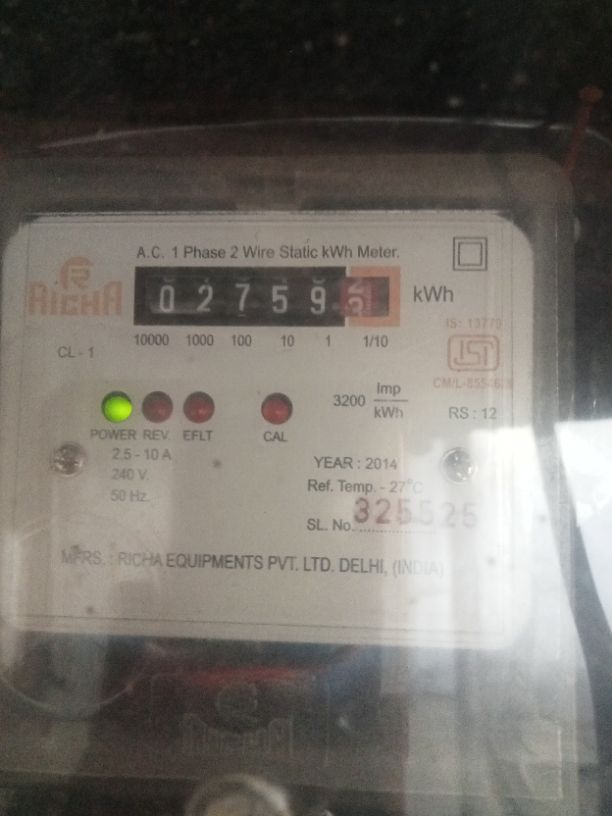 A.C. 1 Phase 2 Wire Static kWh Meter.
RICHA
0 2 7 5 9
kWh
10000 1000 100 10 1 1/10
CL - 1
IS: 13779
ISI
3200 Imp/kWh
RS : 12
POWER REV. EFLT CAL
2.5 - 10 A
240 V.
50 Hz.
YEAR : 2014
Ref. Temp. - 27°C
SL. No. 325525
MFRS. : RICHA EQUIPMENTS PVT. LTD. DELHI, (INDIA)